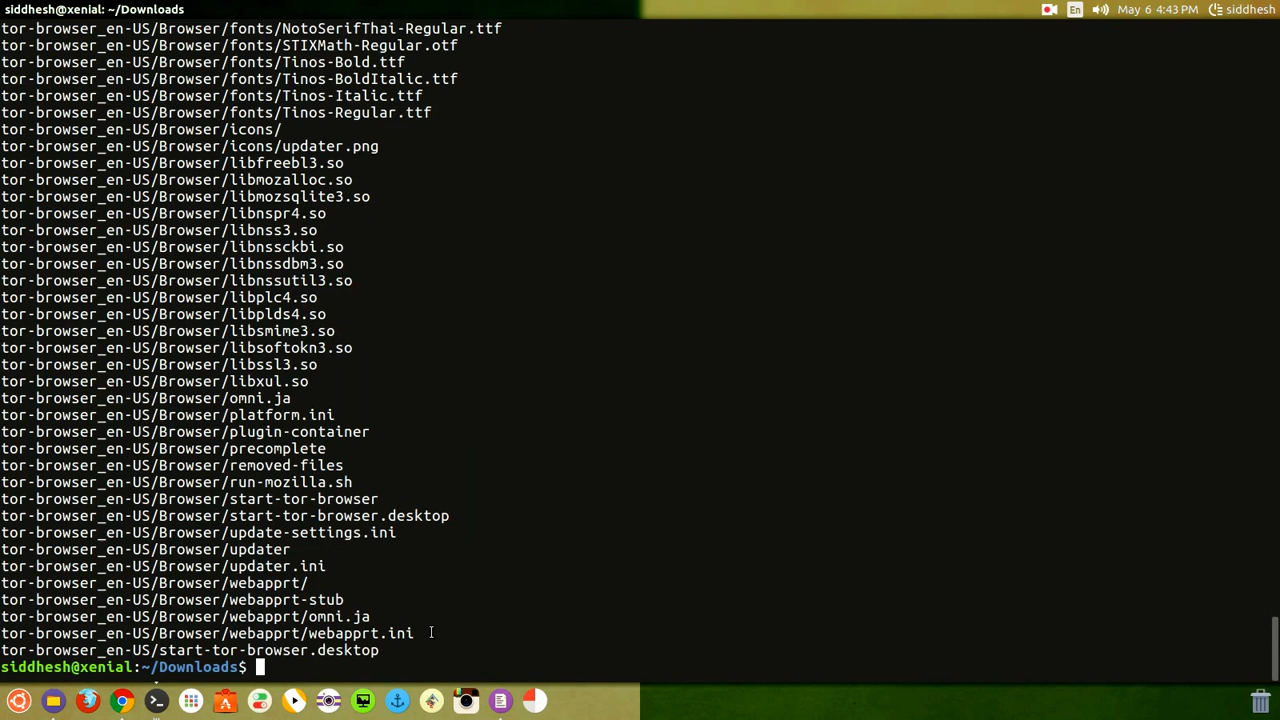 siddhesh@xenial: ~/Downloads
En
May 6 4:43 PM
siddhesh
tor-browser_en-US/Browser/fonts/NotoSerifThai-Regular.ttf
tor-browser_en-US/Browser/fonts/STIXMath-Regular.otf
tor-browser_en-US/Browser/fonts/Tinos-Bold.ttf
tor-browser_en-US/Browser/fonts/Tinos-BoldItalic.ttf
tor-browser_en-US/Browser/fonts/Tinos-Italic.ttf
tor-browser_en-US/Browser/fonts/Tinos-Regular.ttf
tor-browser_en-US/Browser/icons/
tor-browser_en-US/Browser/icons/updater.png
tor-browser_en-US/Browser/libfreebl3.so
tor-browser_en-US/Browser/libmozalloc.so
tor-browser_en-US/Browser/libmozsqlite3.so
tor-browser_en-US/Browser/libnspr4.so
tor-browser_en-US/Browser/libnss3.so
tor-browser_en-US/Browser/libnssckbi.so
tor-browser_en-US/Browser/libnssdbm3.so
tor-browser_en-US/Browser/libnssutil3.so
tor-browser_en-US/Browser/libplc4.so
tor-browser_en-US/Browser/libplds4.so
tor-browser_en-US/Browser/libsmime3.so
tor-browser_en-US/Browser/libsoftokn3.so
tor-browser_en-US/Browser/libssl3.so
tor-browser_en-US/Browser/libxul.so
tor-browser_en-US/Browser/omni.ja
tor-browser_en-US/Browser/platform.ini
tor-browser_en-US/Browser/plugin-container
tor-browser_en-US/Browser/precomplete
tor-browser_en-US/Browser/removed-files
tor-browser_en-US/Browser/run-mozilla.sh
tor-browser_en-US/Browser/start-tor-browser
tor-browser_en-US/Browser/start-tor-browser.desktop
tor-browser_en-US/Browser/update-settings.ini
tor-browser_en-US/Browser/updater
tor-browser_en-US/Browser/updater.ini
tor-browser_en-US/Browser/webapprt/
tor-browser_en-US/Browser/webapprt-stub
tor-browser_en-US/Browser/webapprt/omni.ja
tor-browser_en-US/Browser/webapprt/webapprt.ini
tor-browser_en-US/start-tor-browser.desktop
siddhesh@xenial:~/Downloads$